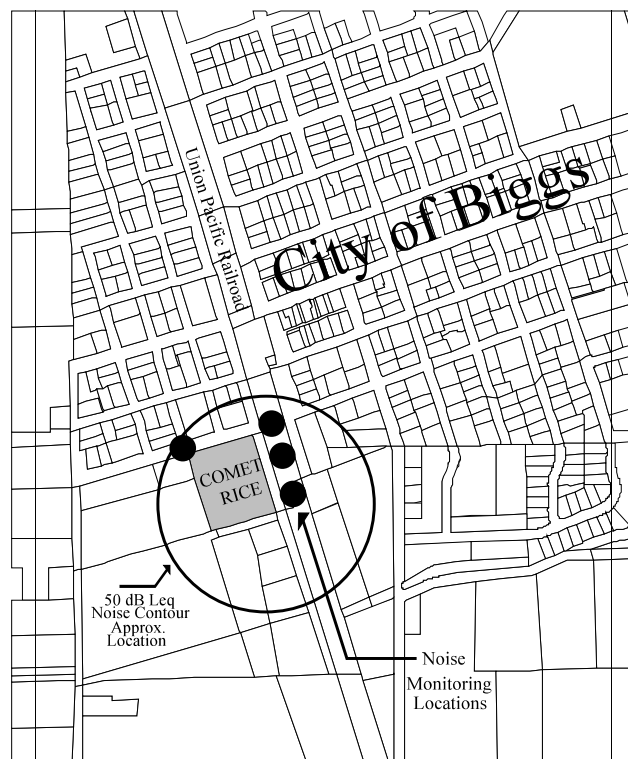 Union Pacific Railroad
City of Biggs
COMET
RICE
50 dB Leq
Noise Contour
Approx.
Location
Noise
Monitoring
Locations